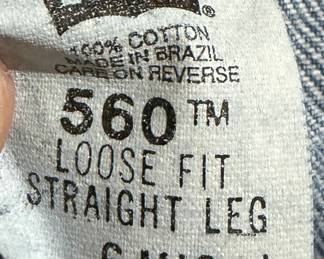 ®
100% COTTON
MADE IN BRAZIL
CARE ON REVERSE
560™
LOOSE FIT
STRAIGHT LEG